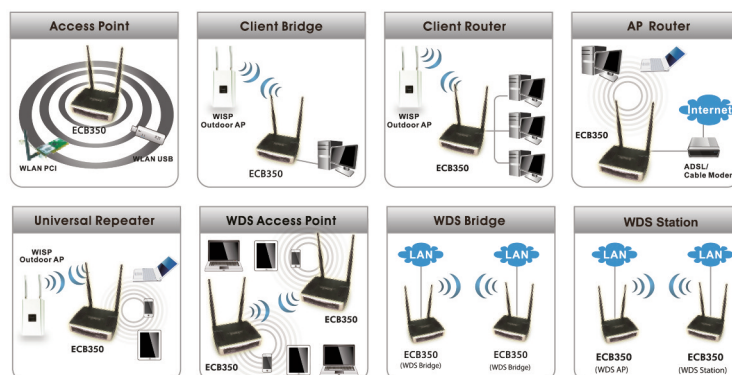 Access Point
ECB350
WLAN PCI
WLAN USB
Client Bridge
WISP
Outdoor AP
ECB350
Client Router
WISP
Outdoor AP
ECB350
AP Router
Internet
ECB350
ADSL/
Cable Modem
Universal Repeater
WISP
Outdoor AP
ECB350
WDS Access Point
ECB350
ECB350
WDS Bridge
LAN
LAN
ECB350
(WDS Bridge)
ECB350
(WDS Bridge)
WDS Station
LAN
LAN
ECB350
(WDS AP)
ECB350
(WDS Station)